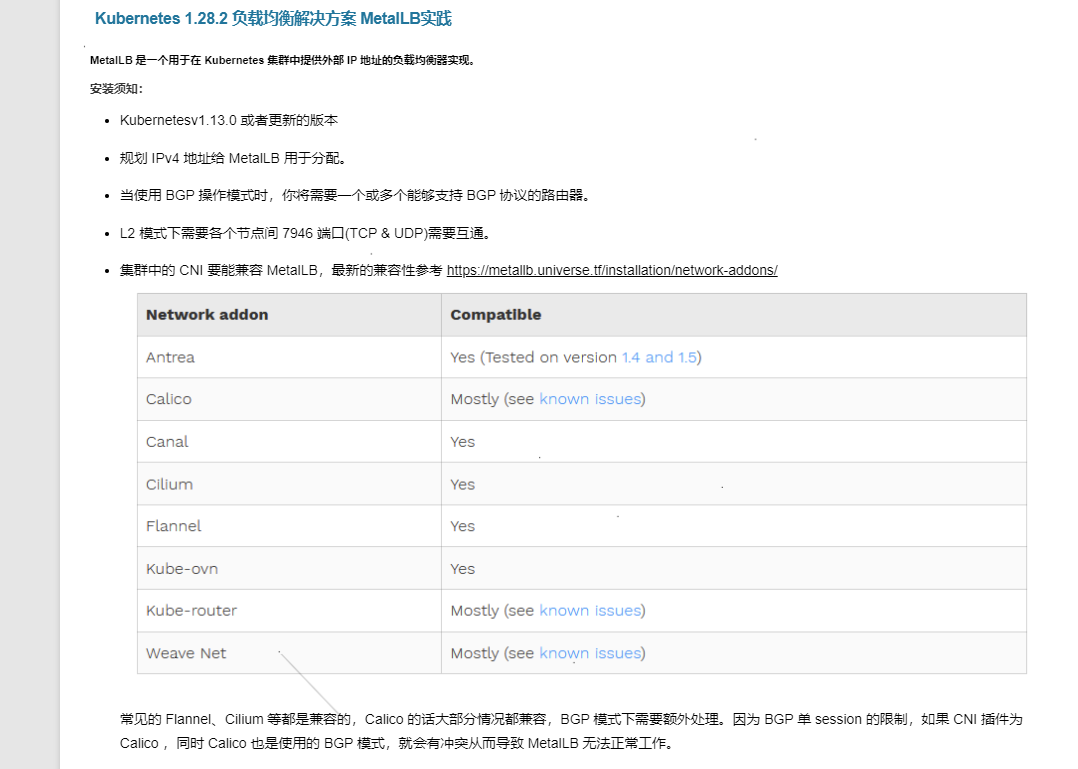 Kubernetes 1.28.2 负载均衡解决方案 MetalLB实践
MetalLB 是一个用于在 Kubernetes 集群中提供外部 IP 地址的负载均衡器实现。
安装须知：
Kubernetesv1.13.0 或者更新的版本
规划 IPv4 地址给 MetalLB 用于分配。
当使用 BGP 操作模式时，你将需要一个或多个能够支持 BGP 协议的路由器。
L2 模式下需要各个节点间 7946 端口(TCP & UDP)需要互通。
集群中的 CNI 要能兼容 MetalLB，最新的兼容性参考 https://metallb.universe.tf/installation/network-addons/
Network addon Compatible
Antrea Yes (Tested on version 1.4 and 1.5)
Calico Mostly (see known issues)
Canal Yes
Cilium Yes
Flannel Yes
Kube-ovn Yes
Kube-router Mostly (see known issues)
Weave Net Mostly (see known issues)
常见的 Flannel、Cilium 等都是兼容的，Calico 的话大部分情况都兼容，BGP 模式下需要额外处理。因为 BGP 单 session 的限制，如果 CNI 插件为
Calico ，同时 Calico 也是使用的 BGP 模式，就会有冲突从而导致 MetalLB 无法正常工作。